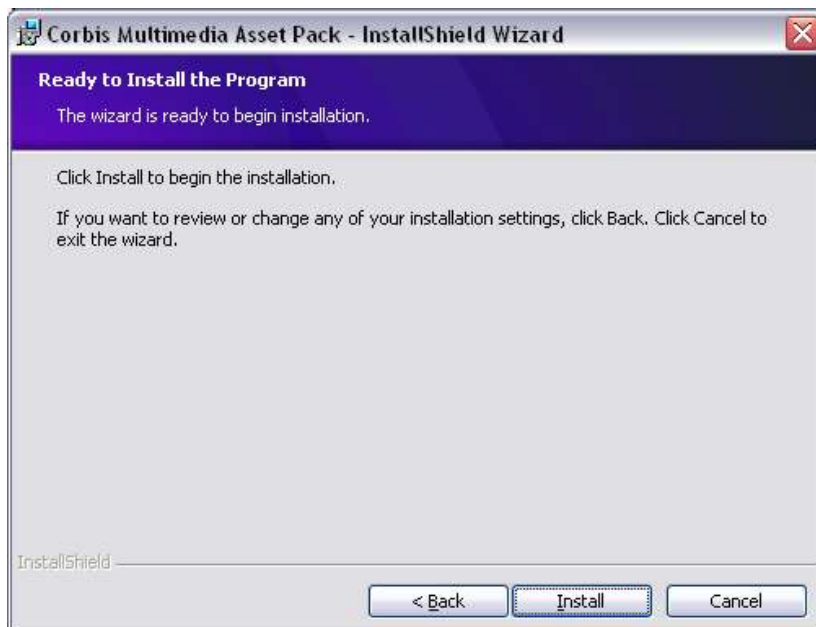 Corbis Multimedia Asset Pack - InstallShield Wizard
Ready to Install the Program
The wizard is ready to begin installation.
Click Install to begin the installation.
If you want to review or change any of your installation settings, click Back. Click Cancel to
exit the wizard.
InstallShield
< Back
Install
Cancel